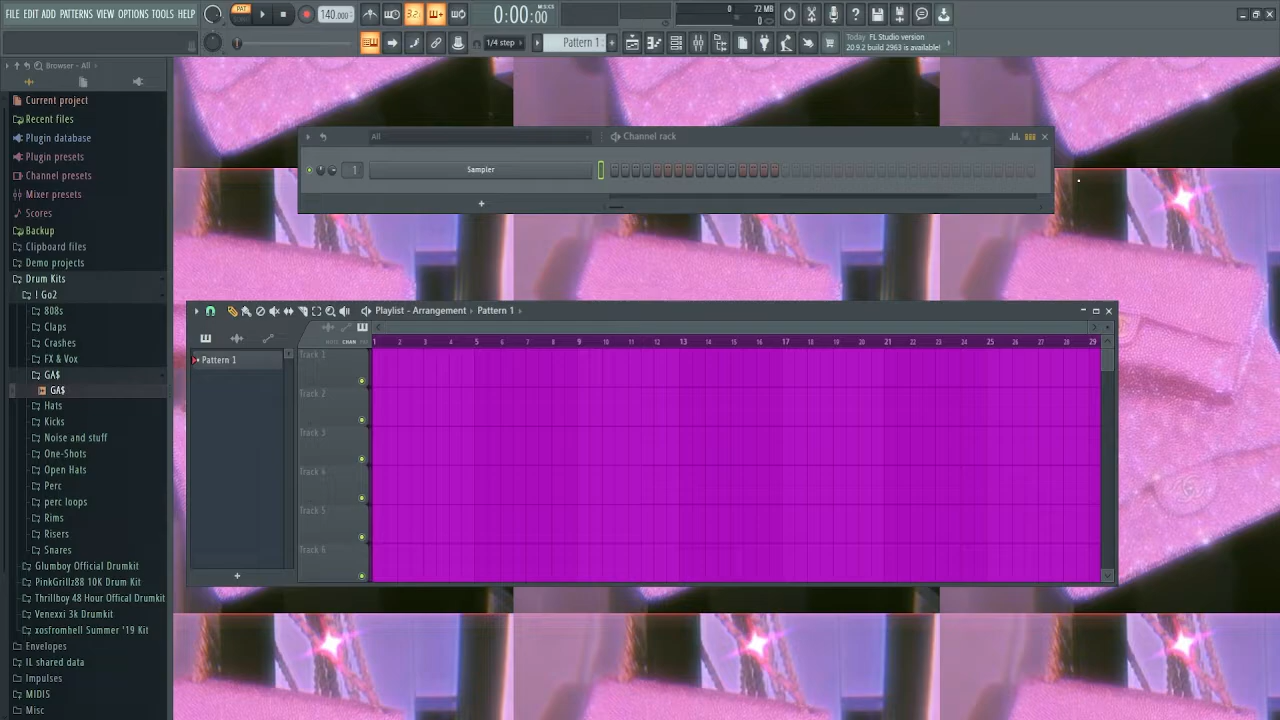 FILE EDIT ADD PATTERNS VIEW OPTIONS TOOLS HELP
PAT
140.000
3.2
0:00:00
M:S:CS
0
72 MB
0
1/4 step
Pattern 1
Today FL Studio version
20.9.2 build 2963 is available!
Browser - All
Current project
Recent files
Plugin database
Plugin presets
Channel presets
Mixer presets
Scores
Backup
Clipboard files
Demo projects
Drum Kits
! Go2
808s
Claps
Crashes
FX & Vox
GA$
GA$
Hats
Kicks
Noise and stuff
One-Shots
Open Hats
Perc
perc loops
Rims
Risers
Snares
Glumboy Official Drumkit
PinkGrillz88 10K Drum Kit
Thrillboy 48 Hour Offical Drumkit
Venexxi 3k Drumkit
xosfromhell Summer '19 Kit
Envelopes
IL shared data
Impulses
MIDIS
Misc
All
Channel rack
1
Sampler
Playlist - Arrangement › Pattern 1 ›
NOTE CHAN PAT
Pattern 1
1 2 3 4 5 6 7 8 9 10 11 12 13 14 15 16 17 18 19 20 21 22 23 24 25 26 27 28 29
Track 1
Track 2
Track 3
Track 4
Track 5
Track 6